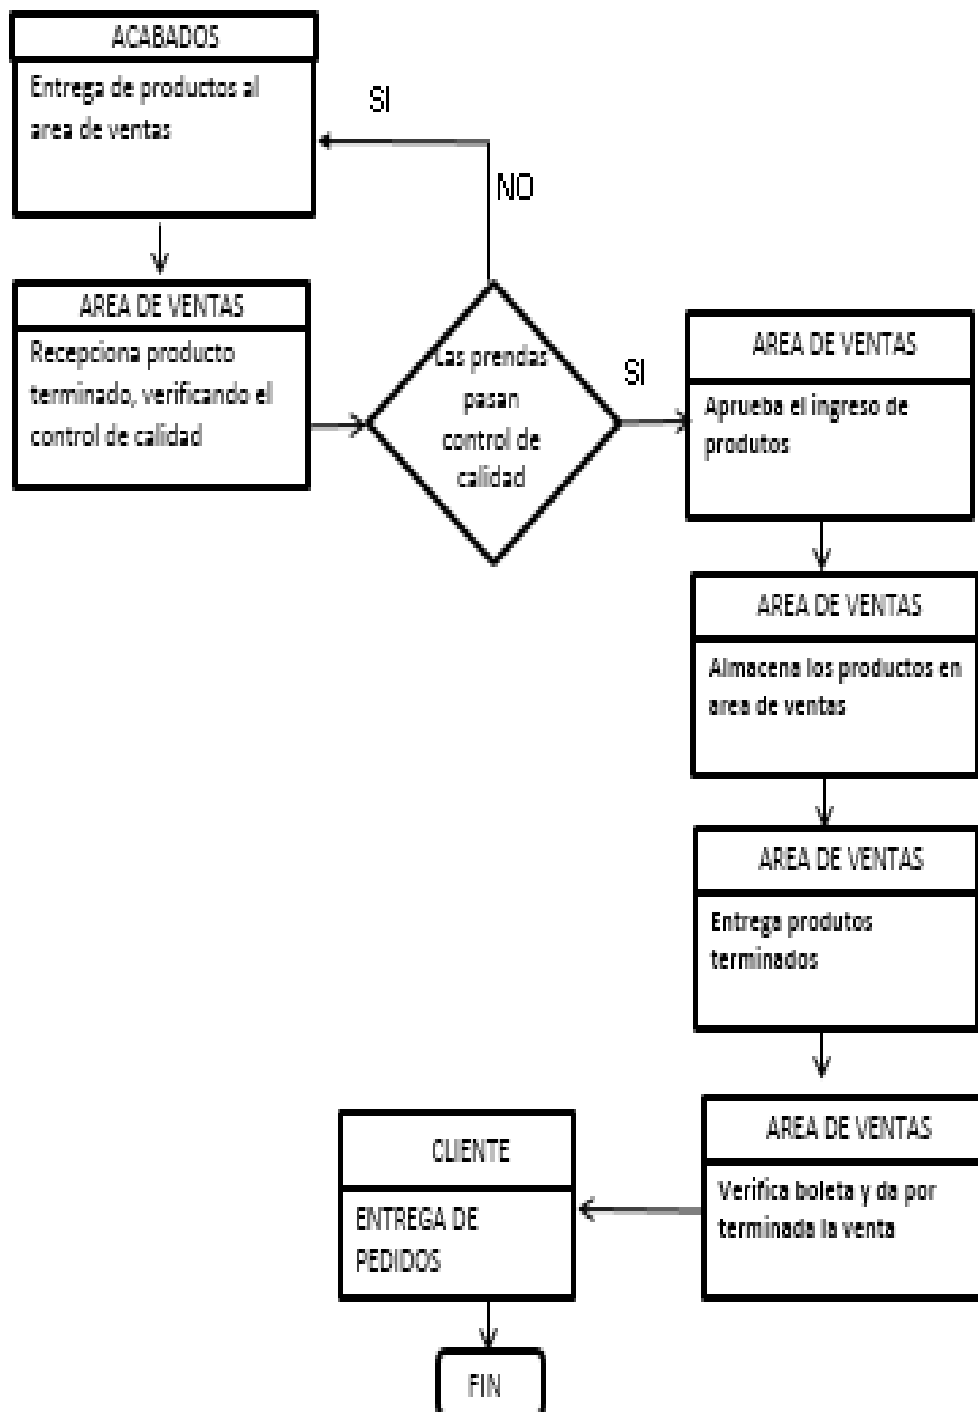 ACABADOS
Entrega de productos al
area de ventas
SI
NO
AREA DE VENTAS
Recepciona producto
terminado, verificando el
control de calidad
Las prendas
pasan
control de
calidad
SI
AREA DE VENTAS
Aprueba el ingreso de
produtos
AREA DE VENTAS
Almacena los productos en
area de ventas
AREA DE VENTAS
Entrega produtos
terminados
AREA DE VENTAS
Verifica boleta y da por
terminada la venta
CLIENTE
ENTREGA DE
PEDIDOS
FIN